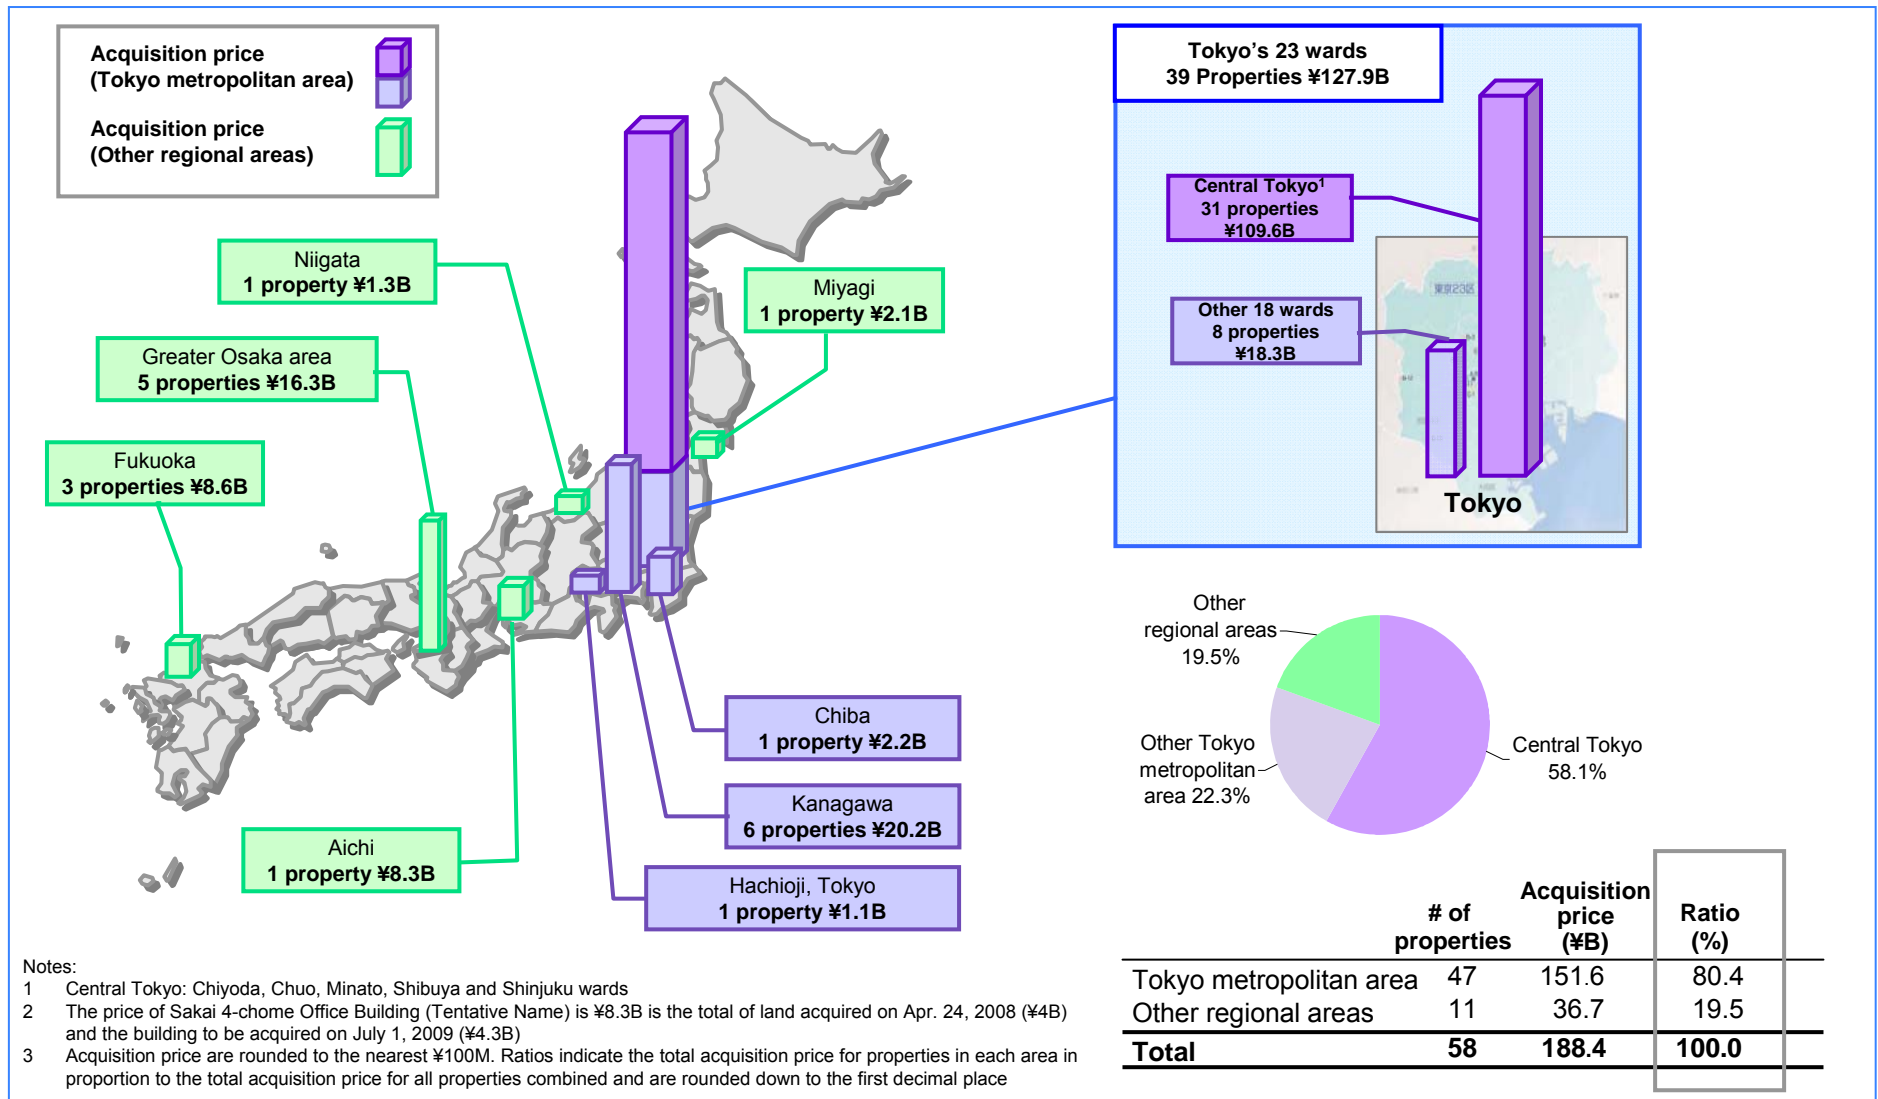 Acquisition price
(Tokyo metropolitan area)
Acquisition price
(Other regional areas)
Tokyo’s 23 wards
39 Properties ¥127.9B
Central Tokyo1
31 properties
¥109.6B
Other 18 wards
8 properties
¥18.3B
東京23区
Tokyo
Niigata
1 property ¥1.3B
Miyagi
1 property ¥2.1B
Greater Osaka area
5 properties ¥16.3B
Fukuoka
3 properties ¥8.6B
Chiba
1 property ¥2.2B
Kanagawa
6 properties ¥20.2B
Aichi
1 property ¥8.3B
Hachioji, Tokyo
1 property ¥1.1B
Other
regional areas
19.5%
Other Tokyo
metropolitan
area 22.3%
Central Tokyo
58.1%
# of properties Acquisition price (¥B) Ratio (%)
Tokyo metropolitan area 47 151.6 80.4
Other regional areas 11 36.7 19.5
Total 58 188.4 100.0
Notes:
1 Central Tokyo: Chiyoda, Chuo, Minato, Shibuya and Shinjuku wards
2 The price of Sakai 4-chome Office Building (Tentative Name) is ¥8.3B is the total of land acquired on Apr. 24, 2008 (¥4B)
and the building to be acquired on July 1, 2009 (¥4.3B)
3 Acquisition price are rounded to the nearest ¥100M. Ratios indicate the total acquisition price for properties in each area in
proportion to the total acquisition price for all properties combined and are rounded down to the first decimal place